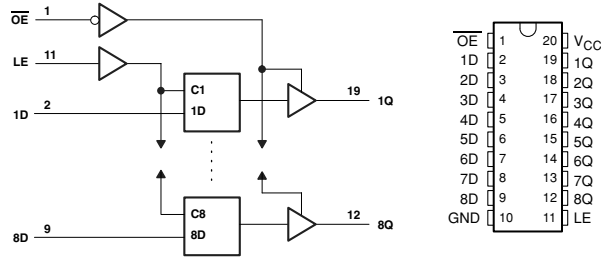 OE 1
LE 11
C1
1D 2 1D 19 1Q
C8
8D 9 8D 12 8Q
OE 1 20 VCC
1D 2 19 1Q
2D 3 18 2Q
3D 4 17 3Q
4D 5 16 4Q
5D 6 15 5Q
6D 7 14 6Q
7D 8 13 7Q
8D 9 12 8Q
GND 10 11 LE